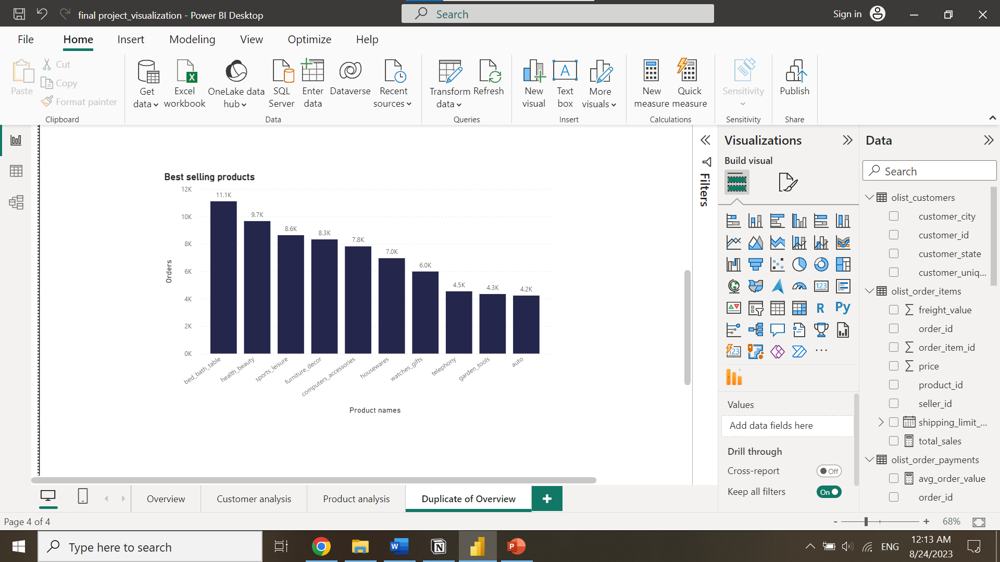 final project_visualization - Power BI Desktop
Search
Sign in
File
Home
Insert
Modeling
View
Optimize
Help
Paste
Cut
Copy
Format painter
Clipboard
Get data
Excel workbook
OneLake data hub
SQL Server
Enter data
Dataverse
Recent sources
Data
Transform data
Refresh
Queries
New visual
Text box
More visuals
Insert
New measure
Quick measure
Calculations
Sensitivity
Sensitivity
Publish
Share
Best selling products
12K
10K
8K
6K
4K
2K
0K
Orders
11.1K
9.7K
8.6K
8.3K
7.8K
7.0K
6.0K
4.5K
4.3K
4.2K
bed_bath_table
health_beauty
sports_leisure
furniture_decor
computers_accessories
housewares
watches_gifts
telephony
garden_tools
auto
Product names
Filters
Visualizations
Build visual
123
R
Py
123
Values
Add data fields here
Drill through
Cross-report
Off
Keep all filters
On
Data
Search
olist_customers
customer_city
customer_id
customer_state
customer_uniq...
olist_order_items
freight_value
order_id
order_item_id
price
product_id
seller_id
shipping_limit_...
total_sales
olist_order_payments
avg_order_value
order_id
Overview
Customer analysis
Product analysis
Duplicate of Overview
Page 4 of 4
68%
Type here to search
ENG
12:13 AM
8/24/2023